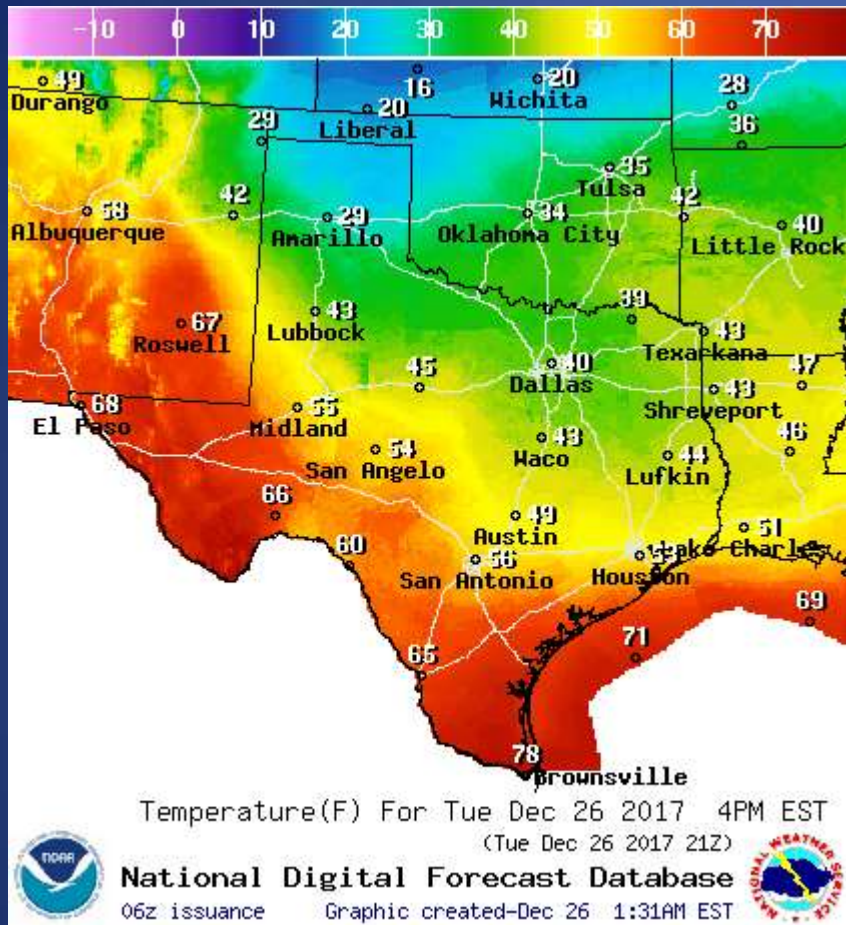 -10 0 10 20 30 40 50 60 70
49
Durango
16
20
Wichita
20
Liberal
28
36
29
35
Tulsa
58
Albuquerque
42
29
Amarillo
34
Oklahoma City
42
40
Little Rock
67
Roswell
43
Lubbock
39
43
Texarkana
45
40
Dallas
47
43
Shreveport
68
El Paso
55
Midland
54
San Angelo
43
Waco
44
Lufkin
46
66
49
Austin
51
Lake Charles
60
56
San Antonio
53
Houston
69
71
65
78
Brownsville
Temperature(F) For Tue Dec 26 2017 4PM EST
(Tue Dec 26 2017 21Z)
NOAA
National Digital Forecast Database
06z issuance Graphic created-Dec 26 1:31AM EST
NATIONAL WEATHER SERVICE